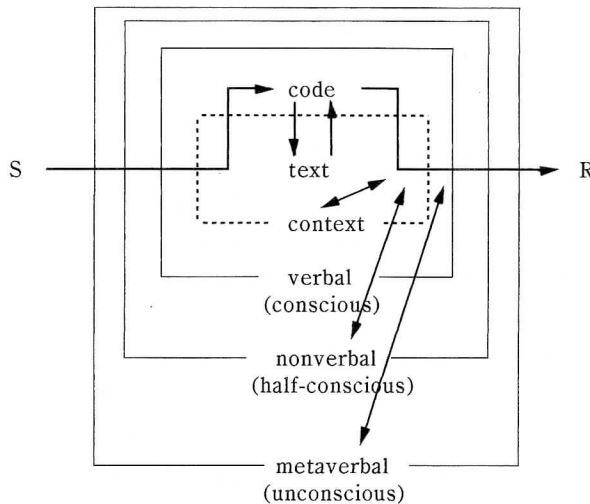 code
S
text
R
context
verbal
(conscious)
nonverbal
(half-conscious)
metaverbal
(unconscious)